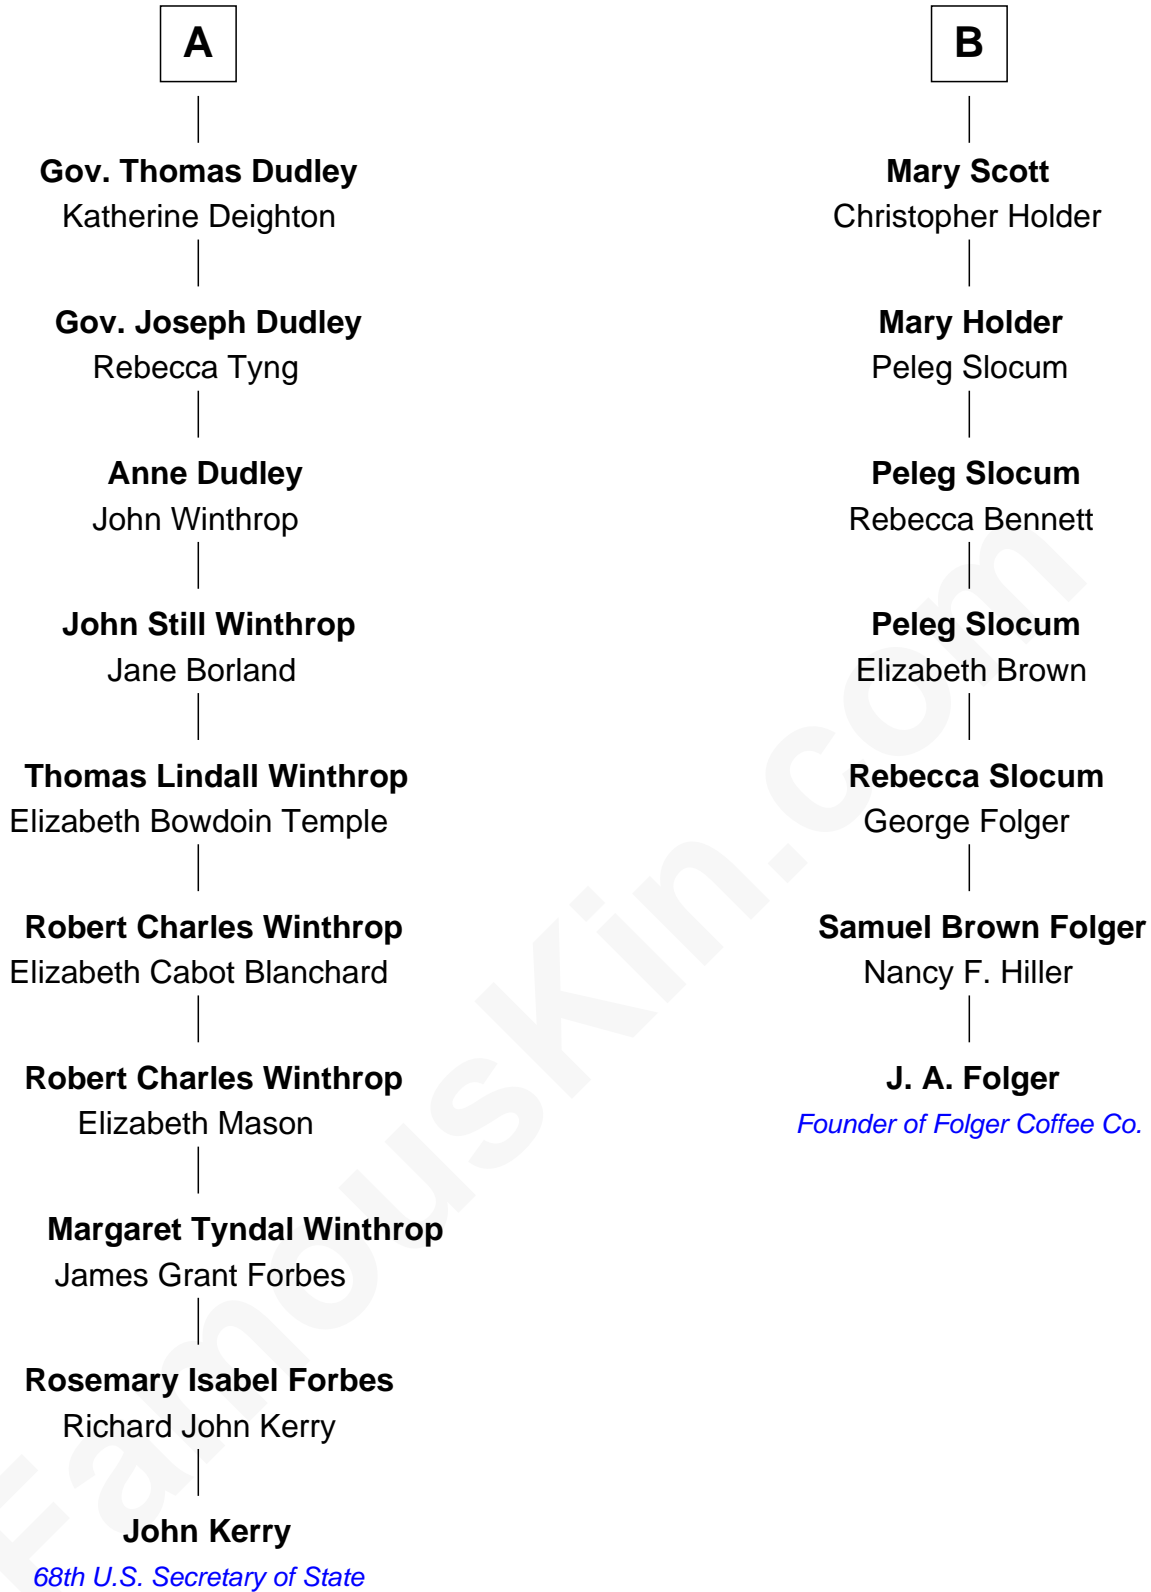 A
Gov. Thomas Dudley
Katherine Deighton
Gov. Joseph Dudley
Rebecca Tyng
Anne Dudley
John Winthrop
John Still Winthrop
Jane Borland
Thomas Lindall Winthrop
Elizabeth Bowdoin Temple
Robert Charles Winthrop
Elizabeth Cabot Blanchard
Robert Charles Winthrop
Elizabeth Mason
Margaret Tyndal Winthrop
James Grant Forbes
Rosemary Isabel Forbes
Richard John Kerry
John Kerry
68th U.S. Secretary of State
B
Mary Scott
Christopher Holder
Mary Holder
Peleg Slocum
Peleg Slocum
Rebecca Bennett
Peleg Slocum
Elizabeth Brown
Rebecca Slocum
George Folger
Samuel Brown Folger
Nancy F. Hiller
J. A. Folger
Founder of Folger Coffee Co.
FamousKin.com